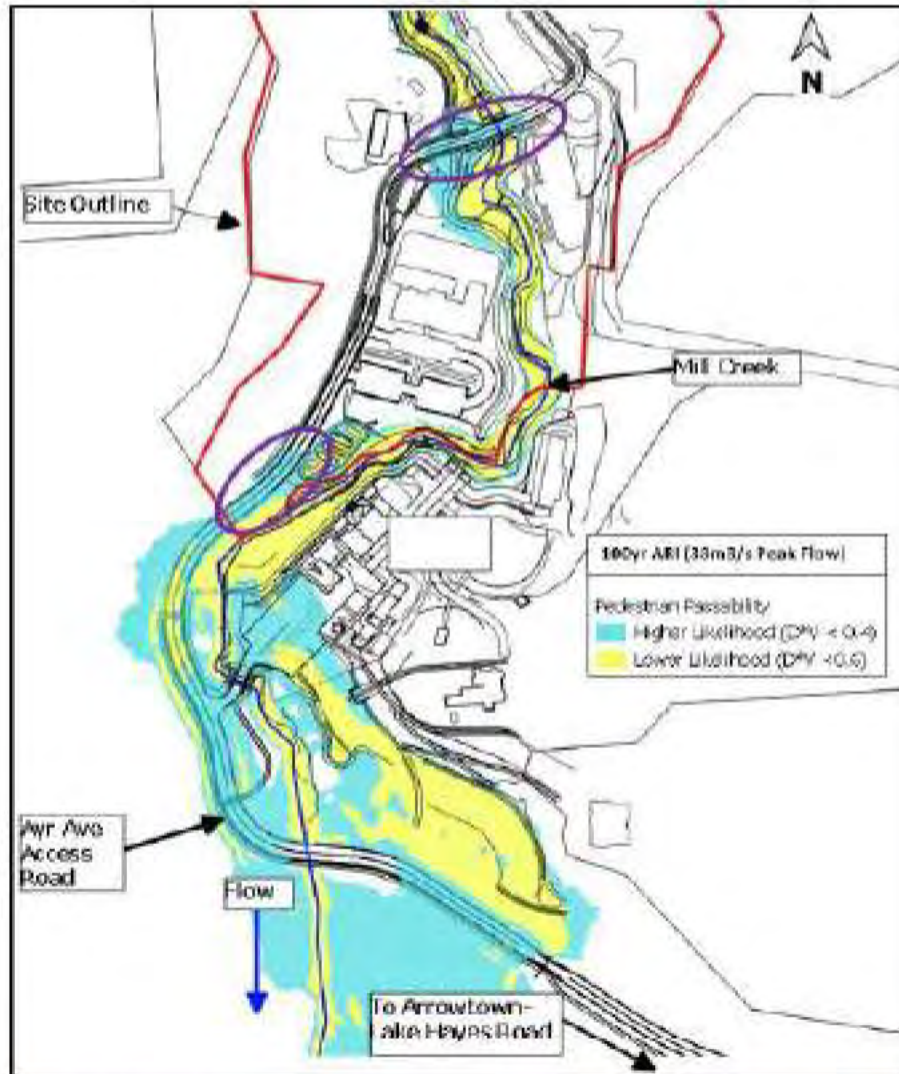 N
Site Outline
Mill Creek
100yr ARI (38m3/s Peak Flow)
Pedestrian Passability
Higher Likelihood (D*V < 0.4)
Lower Likelihood (D*V <0.6)
Ayr Ave
Access
Road
Flow
To Arrowtown-
Lake Hayes Road